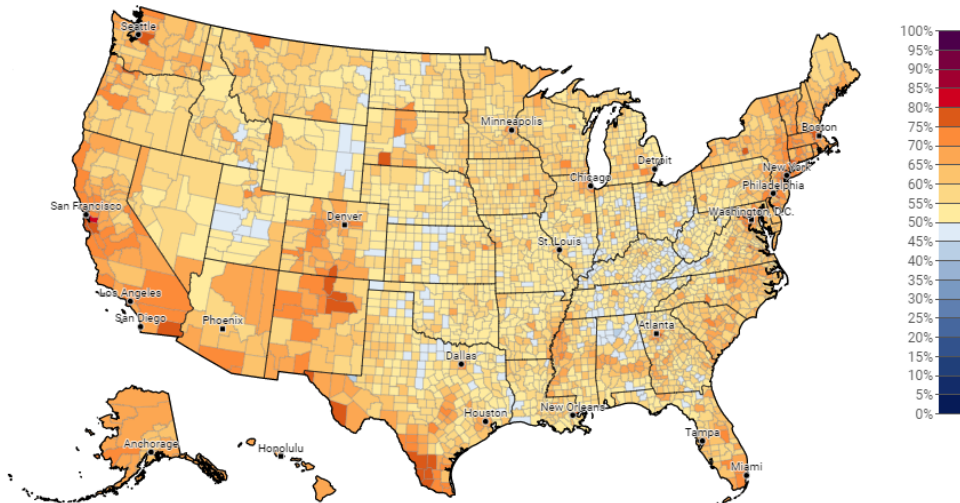 Seattle
Minneapolis
Boston
Detroit
New York
Chicago
Philadelphia
San Francisco
Washington, D.C.
Denver
St. Louis
Los Angeles
San Diego
Phoenix
Atlanta
Dallas
New Orleans
Houston
Tampa
Anchorage
Honolulu
Miami
100%
95%
90%
85%
80%
75%
70%
65%
60%
55%
50%
45%
40%
35%
30%
25%
20%
15%
10%
5%
0%